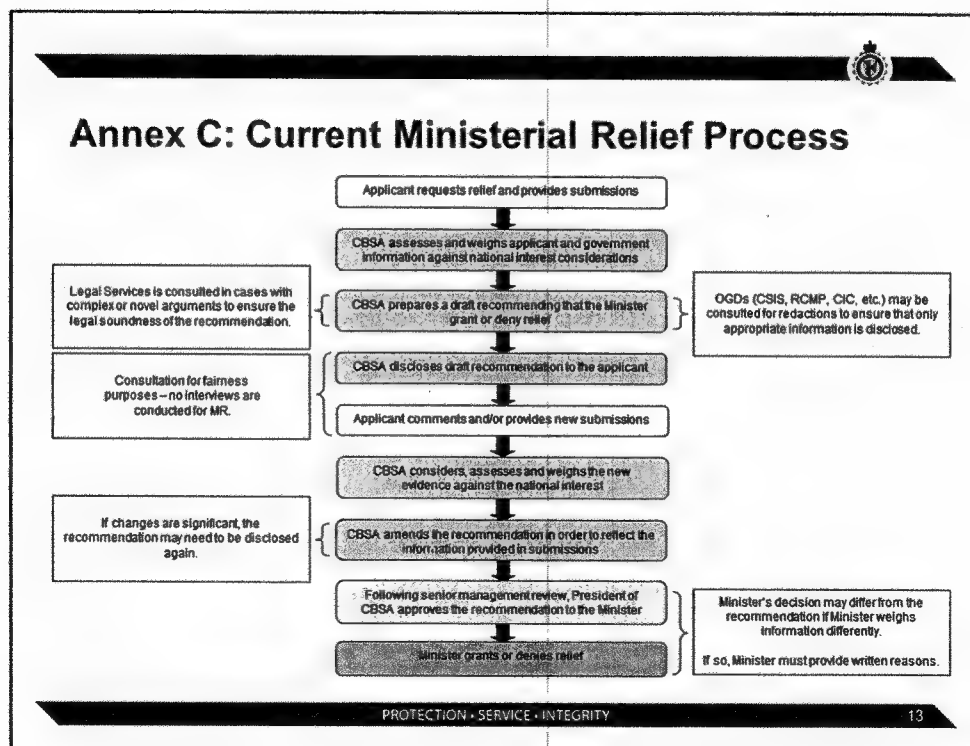 Annex C: Current Ministerial Relief Process
Applicant requests relief and provides submissions
CBSA assesses and weighs applicant and government
information against national interest considerations
Legal Services is consulted in cases with
complex or novel arguments to ensure the
legal soundness of the recommendation.
CBSA prepares a draft recommending that the Minister
grant or deny relief
OGDs (CSIS, RCMP, CIC, etc.) may be
consulted for redactions to ensure that only
appropriate information is disclosed.
CBSA discloses draft recommendation to the applicant
Consultation for fairness
purposes – no interviews are
conducted for MR.
Applicant comments and/or provides new submissions
CBSA considers, assesses and weighs the new
evidence against the national interest
If changes are significant, the
recommendation may need to be disclosed
again.
CBSA amends the recommendation in order to reflect the
information provided in submissions
Following senior management review, President of
CBSA approves the recommendation to the Minister
Minister's decision may differ from the
recommendation if Minister weighs
information differently.
If so, Minister must provide written reasons.
Minister grants or denies relief
PROTECTION • SERVICE • INTEGRITY
13